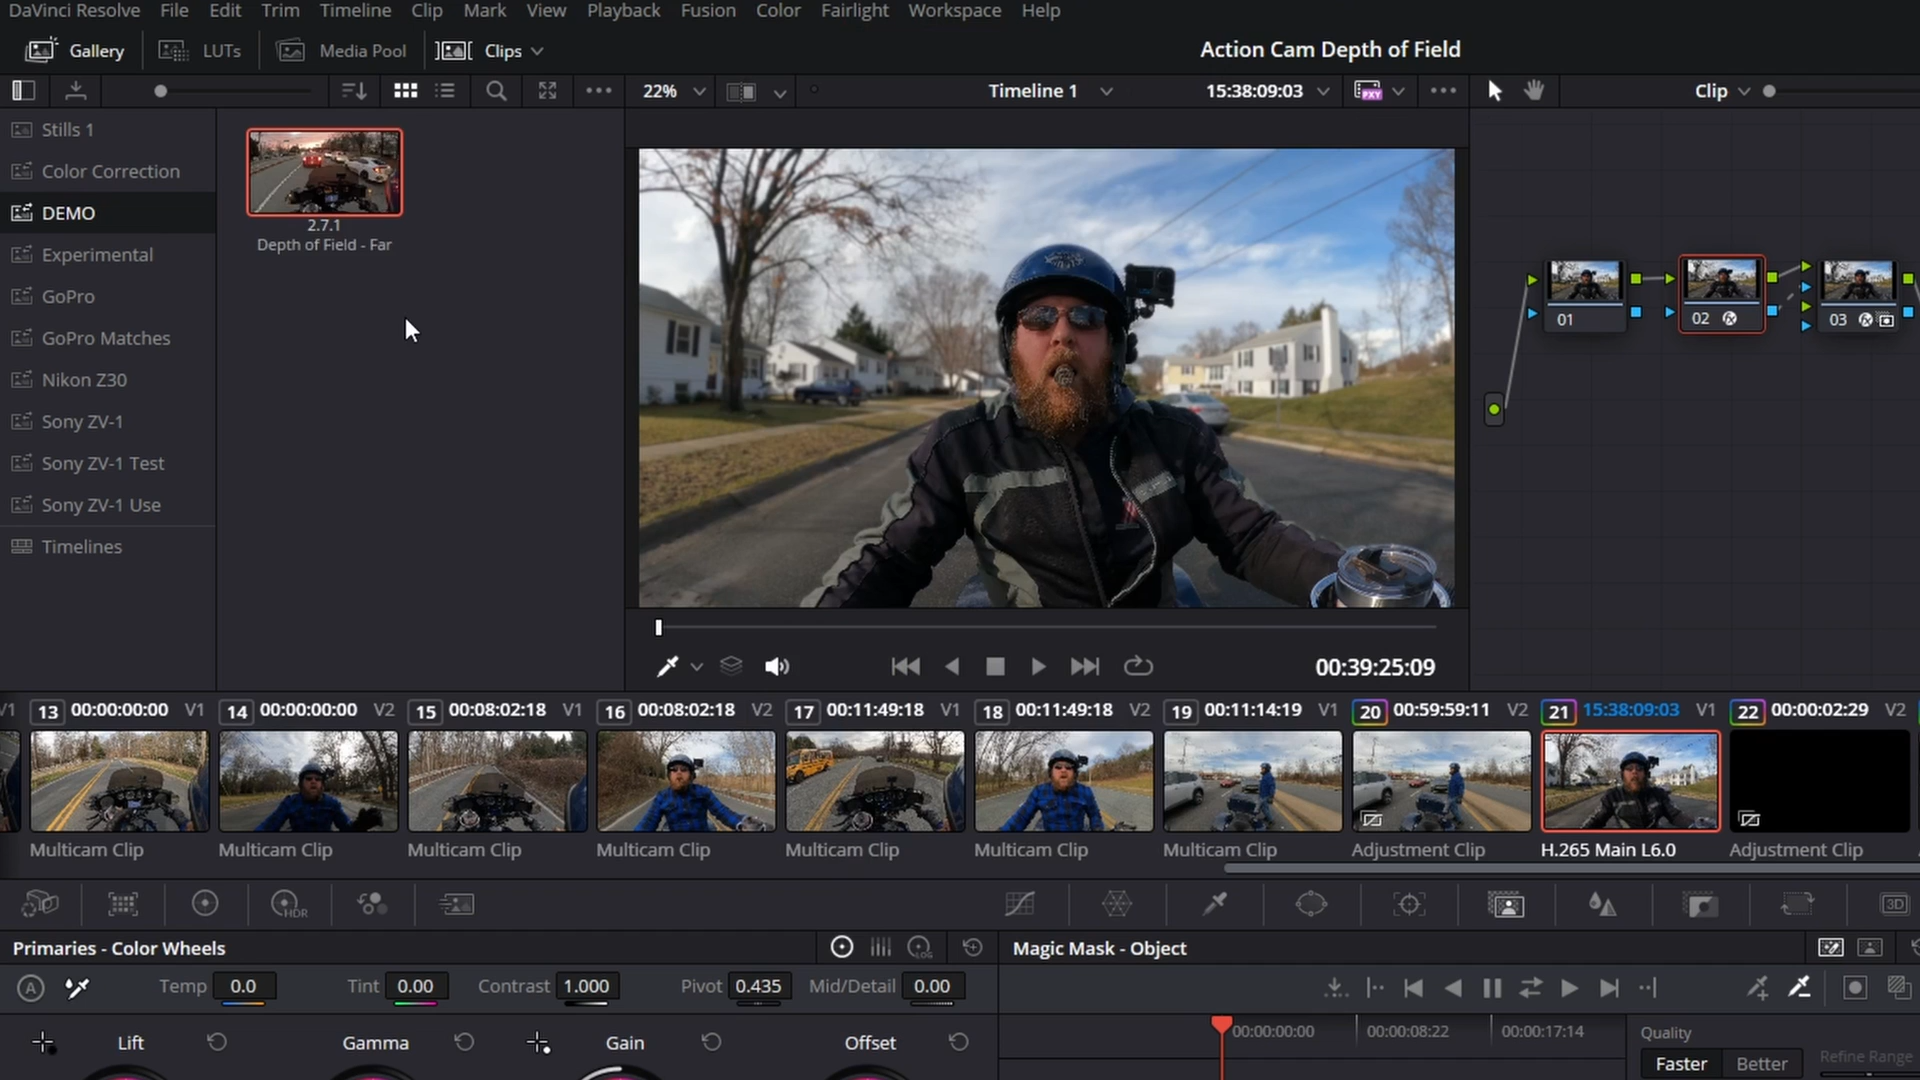 DaVinci Resolve File Edit Trim Timeline Clip Mark View Playback Fusion Color Fairlight Workspace Help
Gallery LUTs Media Pool Clips Action Cam Depth of Field
22% Timeline 1 15:38:09:03 PXY Clip
Stills 1
Color Correction
DEMO
Experimental
GoPro
GoPro Matches
Nikon Z30
Sony ZV-1
Sony ZV-1 Test
Sony ZV-1 Use
Timelines
2.7.1
Depth of Field - Far
01 02 03
00:39:25:09
V1 13 00:00:00:00 V1 14 00:00:00:00 V2 15 00:08:02:18 V1 16 00:08:02:18 V2 17 00:11:49:18 V1 18 00:11:49:18 V2 19 00:11:14:19 V1 20 00:59:59:11 V2 21 15:38:09:03 V1 22 00:00:02:29 V2
Multicam Clip Multicam Clip Multicam Clip Multicam Clip Multicam Clip Multicam Clip Multicam Clip Adjustment Clip H.265 Main L6.0 Adjustment Clip
HDR 3D
Primaries - Color Wheels LOG Magic Mask - Object
A Temp 0.0 Tint 0.00 Contrast 1.000 Pivot 0.435 Mid/Detail 0.00
Lift Gamma Gain Offset
00:00:00:00 00:00:08:22 00:00:17:14
Quality
Faster Better Refine Range